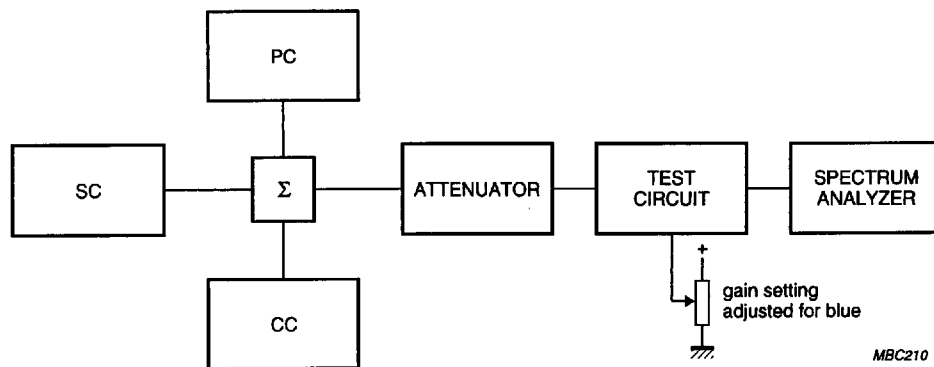 PC
SC
Σ
ATTENUATOR
TEST
CIRCUIT
SPECTRUM
ANALYZER
CC
+
gain setting
adjusted for blue
MBC210